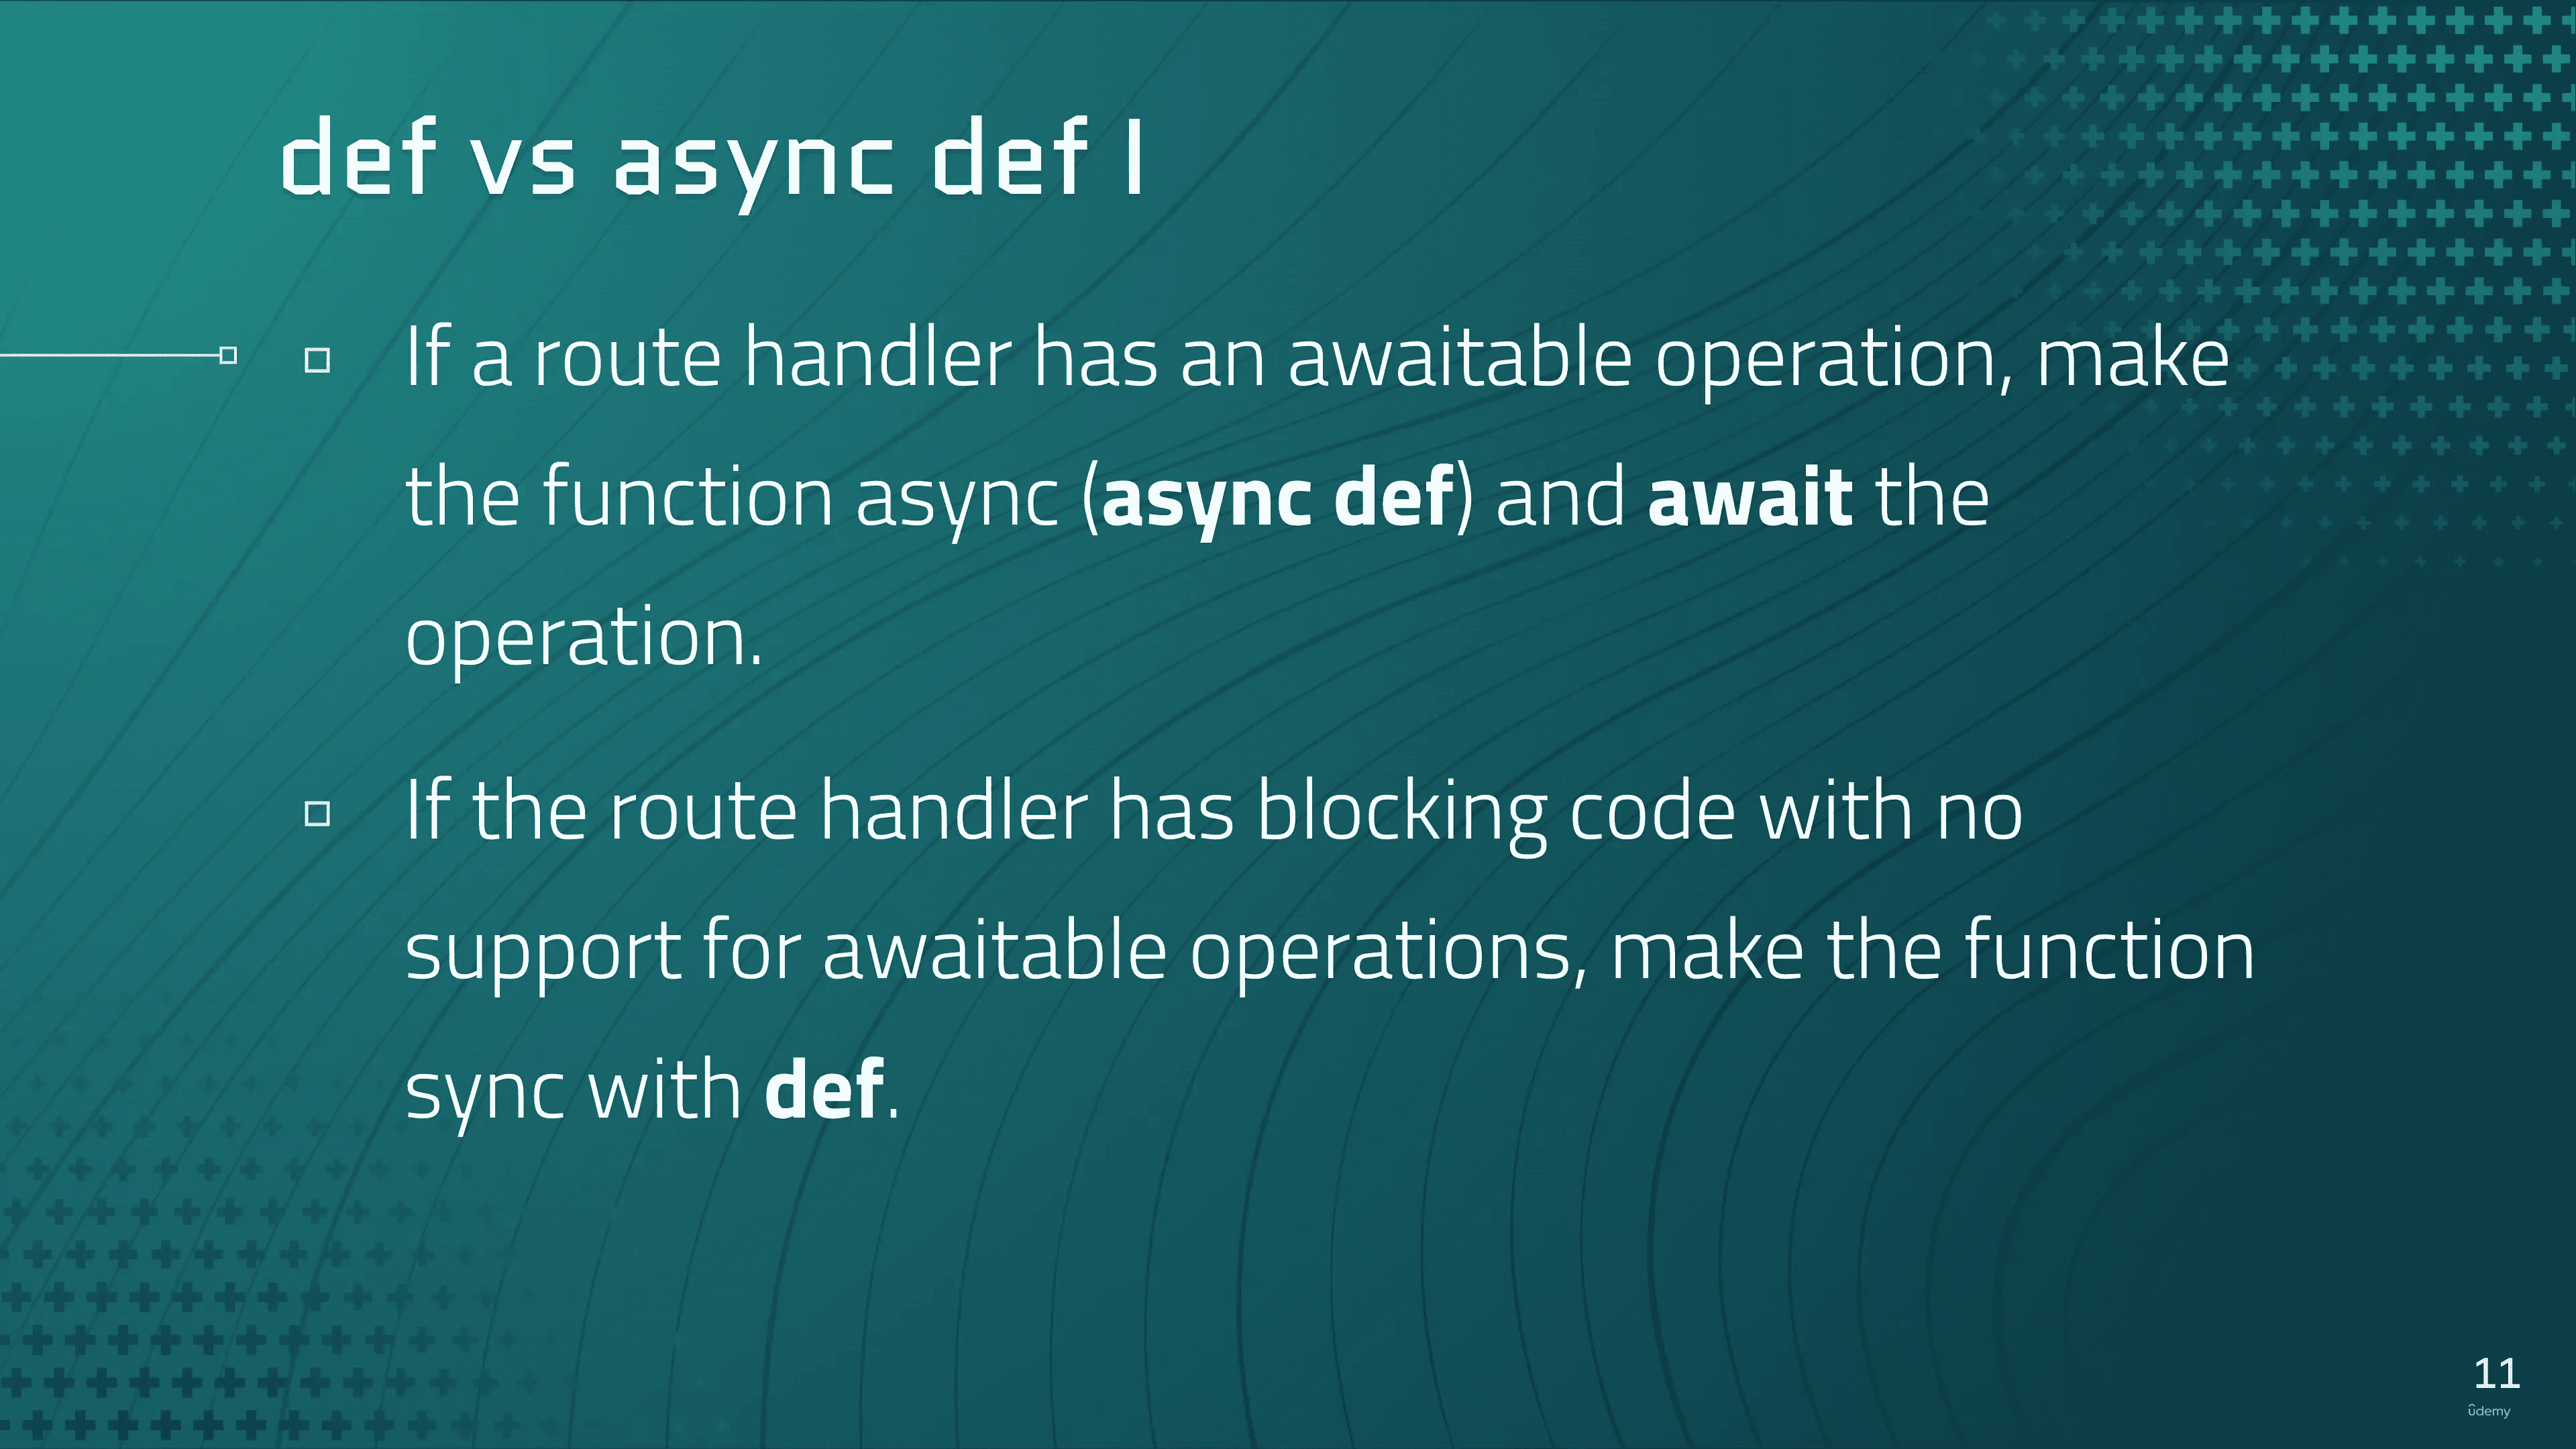 def vs async def I
If a route handler has an awaitable operation, make
the function async (async def) and await the
operation.
If the route handler has blocking code with no
support for awaitable operations, make the function
sync with def.
11
ûdemy